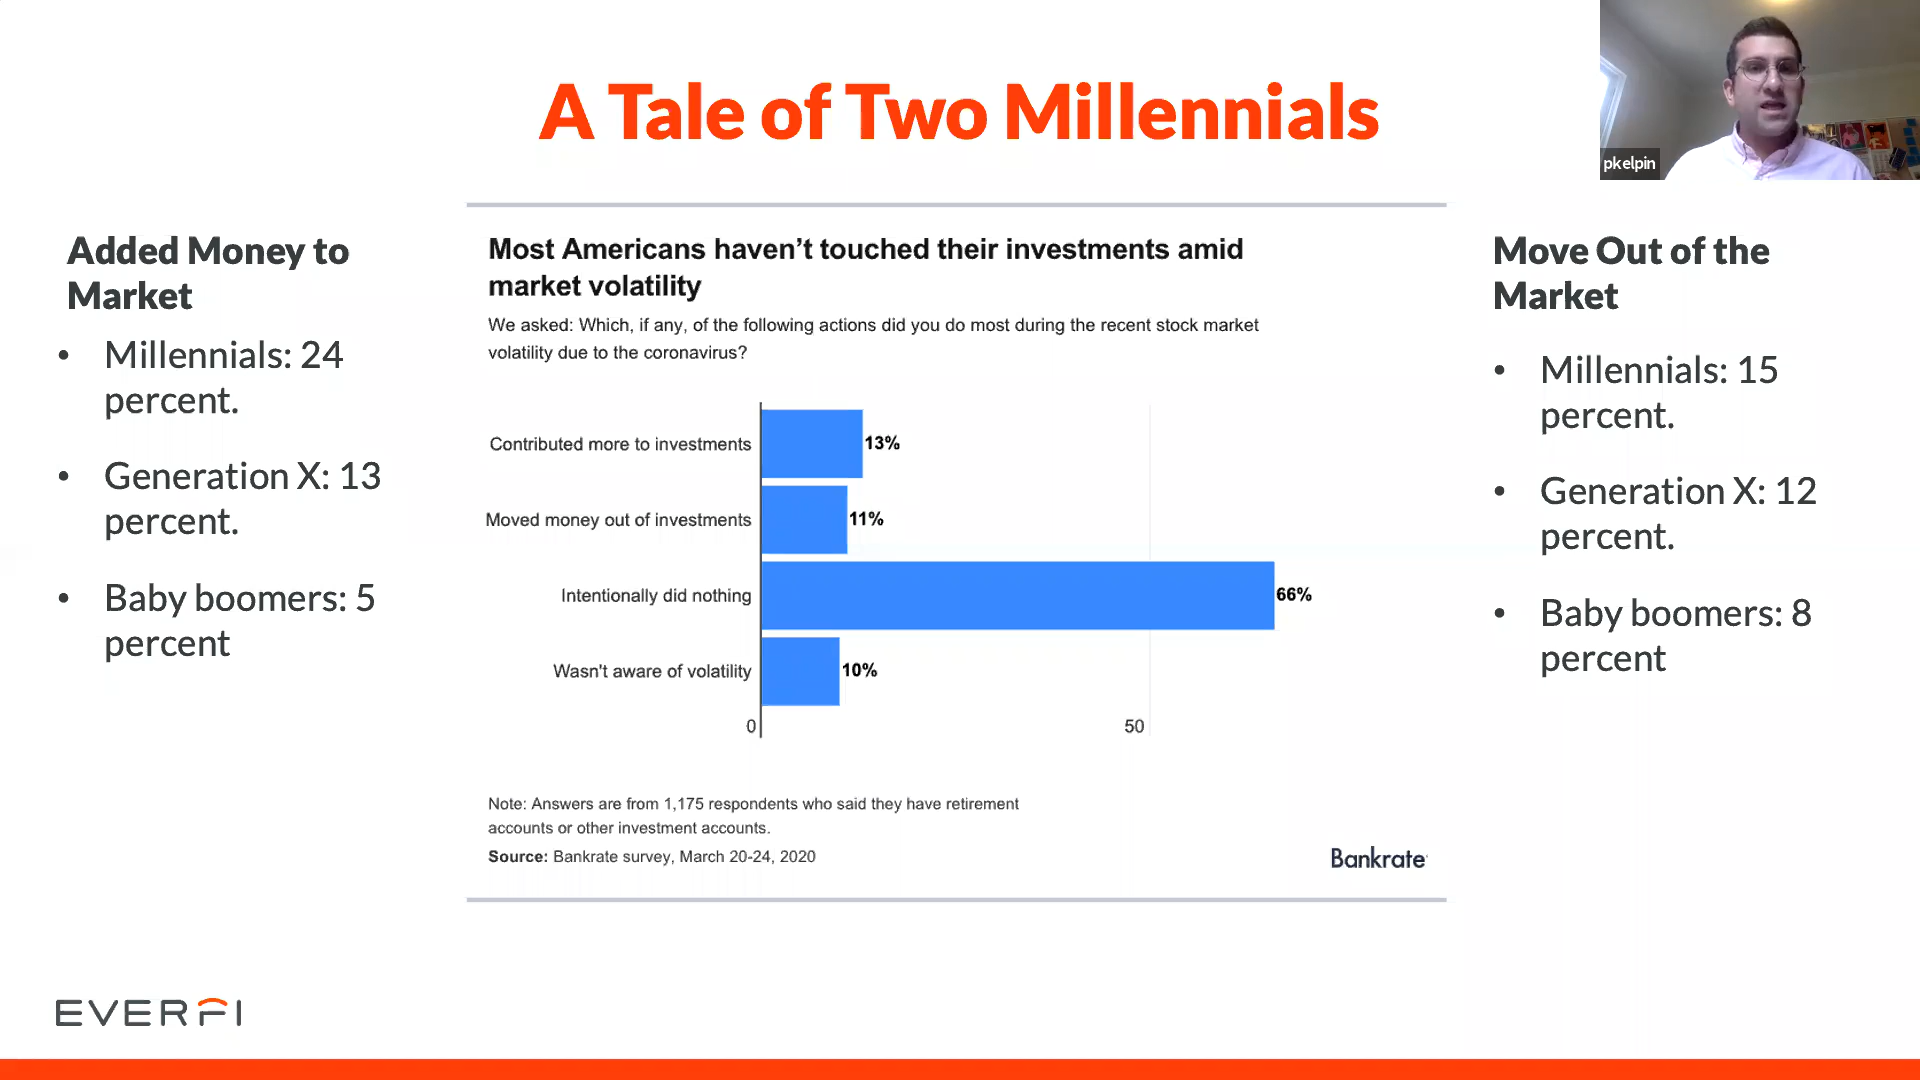 A Tale of Two Millennials
pkelpin
Added Money to
Market
• Millennials: 24
percent.
• Generation X: 13
percent.
• Baby boomers: 5
percent
Most Americans haven’t touched their investments amid
market volatility
We asked: Which, if any, of the following actions did you do most during the recent stock market
volatility due to the coronavirus?
Contributed more to investments 13%
Moved money out of investments 11%
Intentionally did nothing 66%
Wasn't aware of volatility 10%
0 50
Note: Answers are from 1,175 respondents who said they have retirement
accounts or other investment accounts.
Source: Bankrate survey, March 20-24, 2020
Bankrate
Move Out of the
Market
• Millennials: 15
percent.
• Generation X: 12
percent.
• Baby boomers: 8
percent
EVERFI